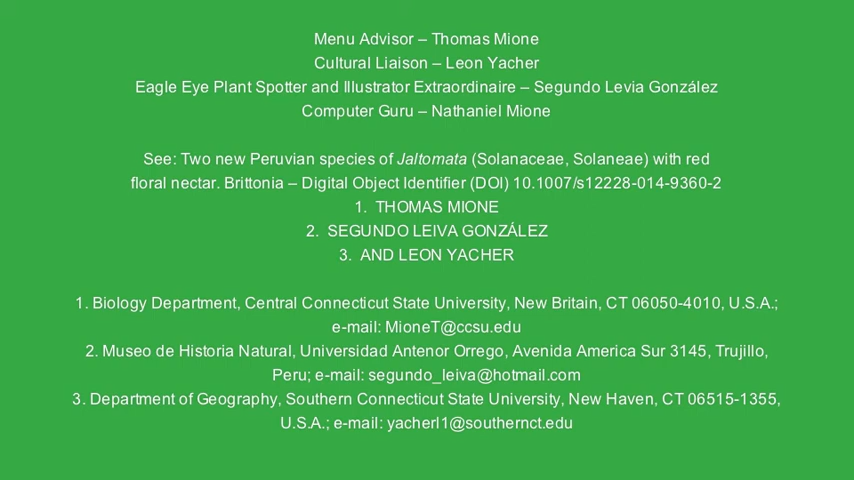 Menu Advisor – Thomas Mione
Cultural Liaison – Leon Yacher
Eagle Eye Plant Spotter and Illustrator Extraordinaire – Segundo Levia González
Computer Guru – Nathaniel Mione
See: Two new Peruvian species of Jaltomata (Solanaceae, Solaneae) with red
floral nectar. Brittonia – Digital Object Identifier (DOI) 10.1007/s12228-014-9360-2
1. THOMAS MIONE
2. SEGUNDO LEIVA GONZÁLEZ
3. AND LEON YACHER
1. Biology Department, Central Connecticut State University, New Britain, CT 06050-4010, U.S.A.;
e-mail: MioneT@ccsu.edu
2. Museo de Historia Natural, Universidad Antenor Orrego, Avenida America Sur 3145, Trujillo,
Peru; e-mail: segundo_leiva@hotmail.com
3. Department of Geography, Southern Connecticut State University, New Haven, CT 06515-1355,
U.S.A.; e-mail: yacherl1@southernct.edu